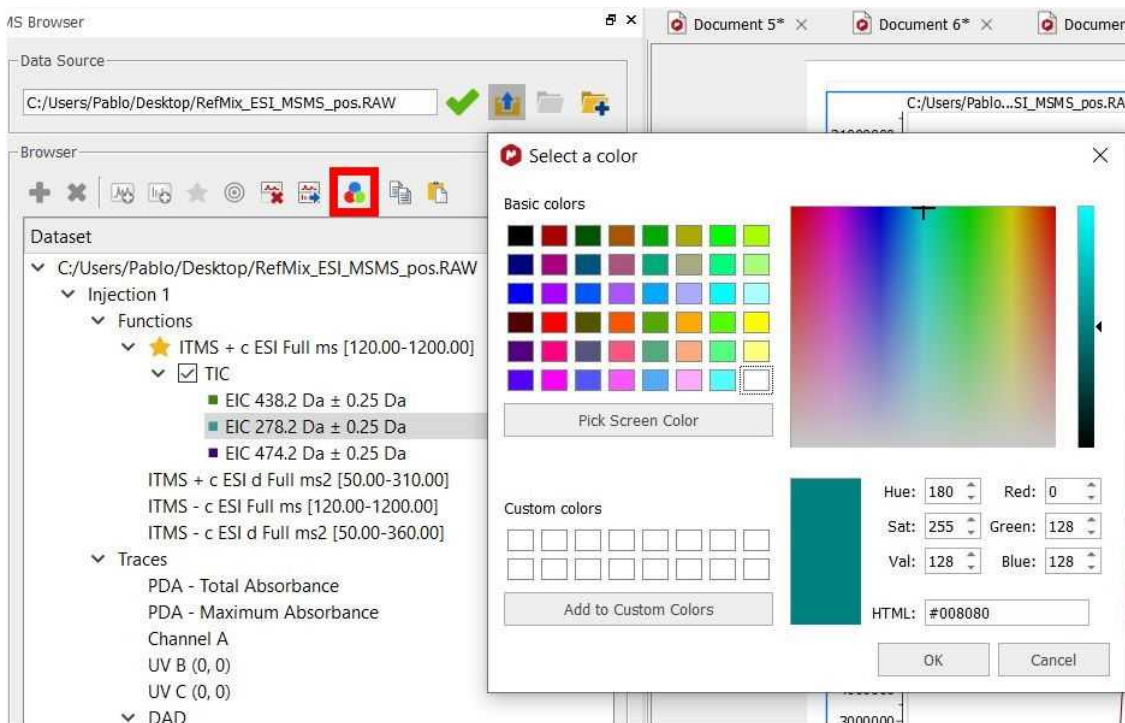 MS Browser
Document 5*
Document 6*
Documen
Data Source
C:/Users/Pablo/Desktop/RefMix_ESI_MSMS_pos.RAW
C:/Users/Pablo...SI_MSMS_pos.RA
Browser
Dataset
C:/Users/Pablo/Desktop/RefMix_ESI_MSMS_pos.RAW
Injection 1
Functions
ITMS + c ESI Full ms [120.00-1200.00]
TIC
EIC 438.2 Da ± 0.25 Da
EIC 278.2 Da ± 0.25 Da
EIC 474.2 Da ± 0.25 Da
ITMS + c ESI d Full ms2 [50.00-310.00]
ITMS - c ESI Full ms [120.00-1200.00]
ITMS - c ESI d Full ms2 [50.00-360.00]
Traces
PDA - Total Absorbance
PDA - Maximum Absorbance
Channel A
UV B (0, 0)
UV C (0, 0)
DAD
Select a color
Basic colors
Pick Screen Color
Custom colors
Add to Custom Colors
Hue: 180 Red: 0
Sat: 255 Green: 128
Val: 128 Blue: 128
HTML: #008080
OK Cancel
3000000